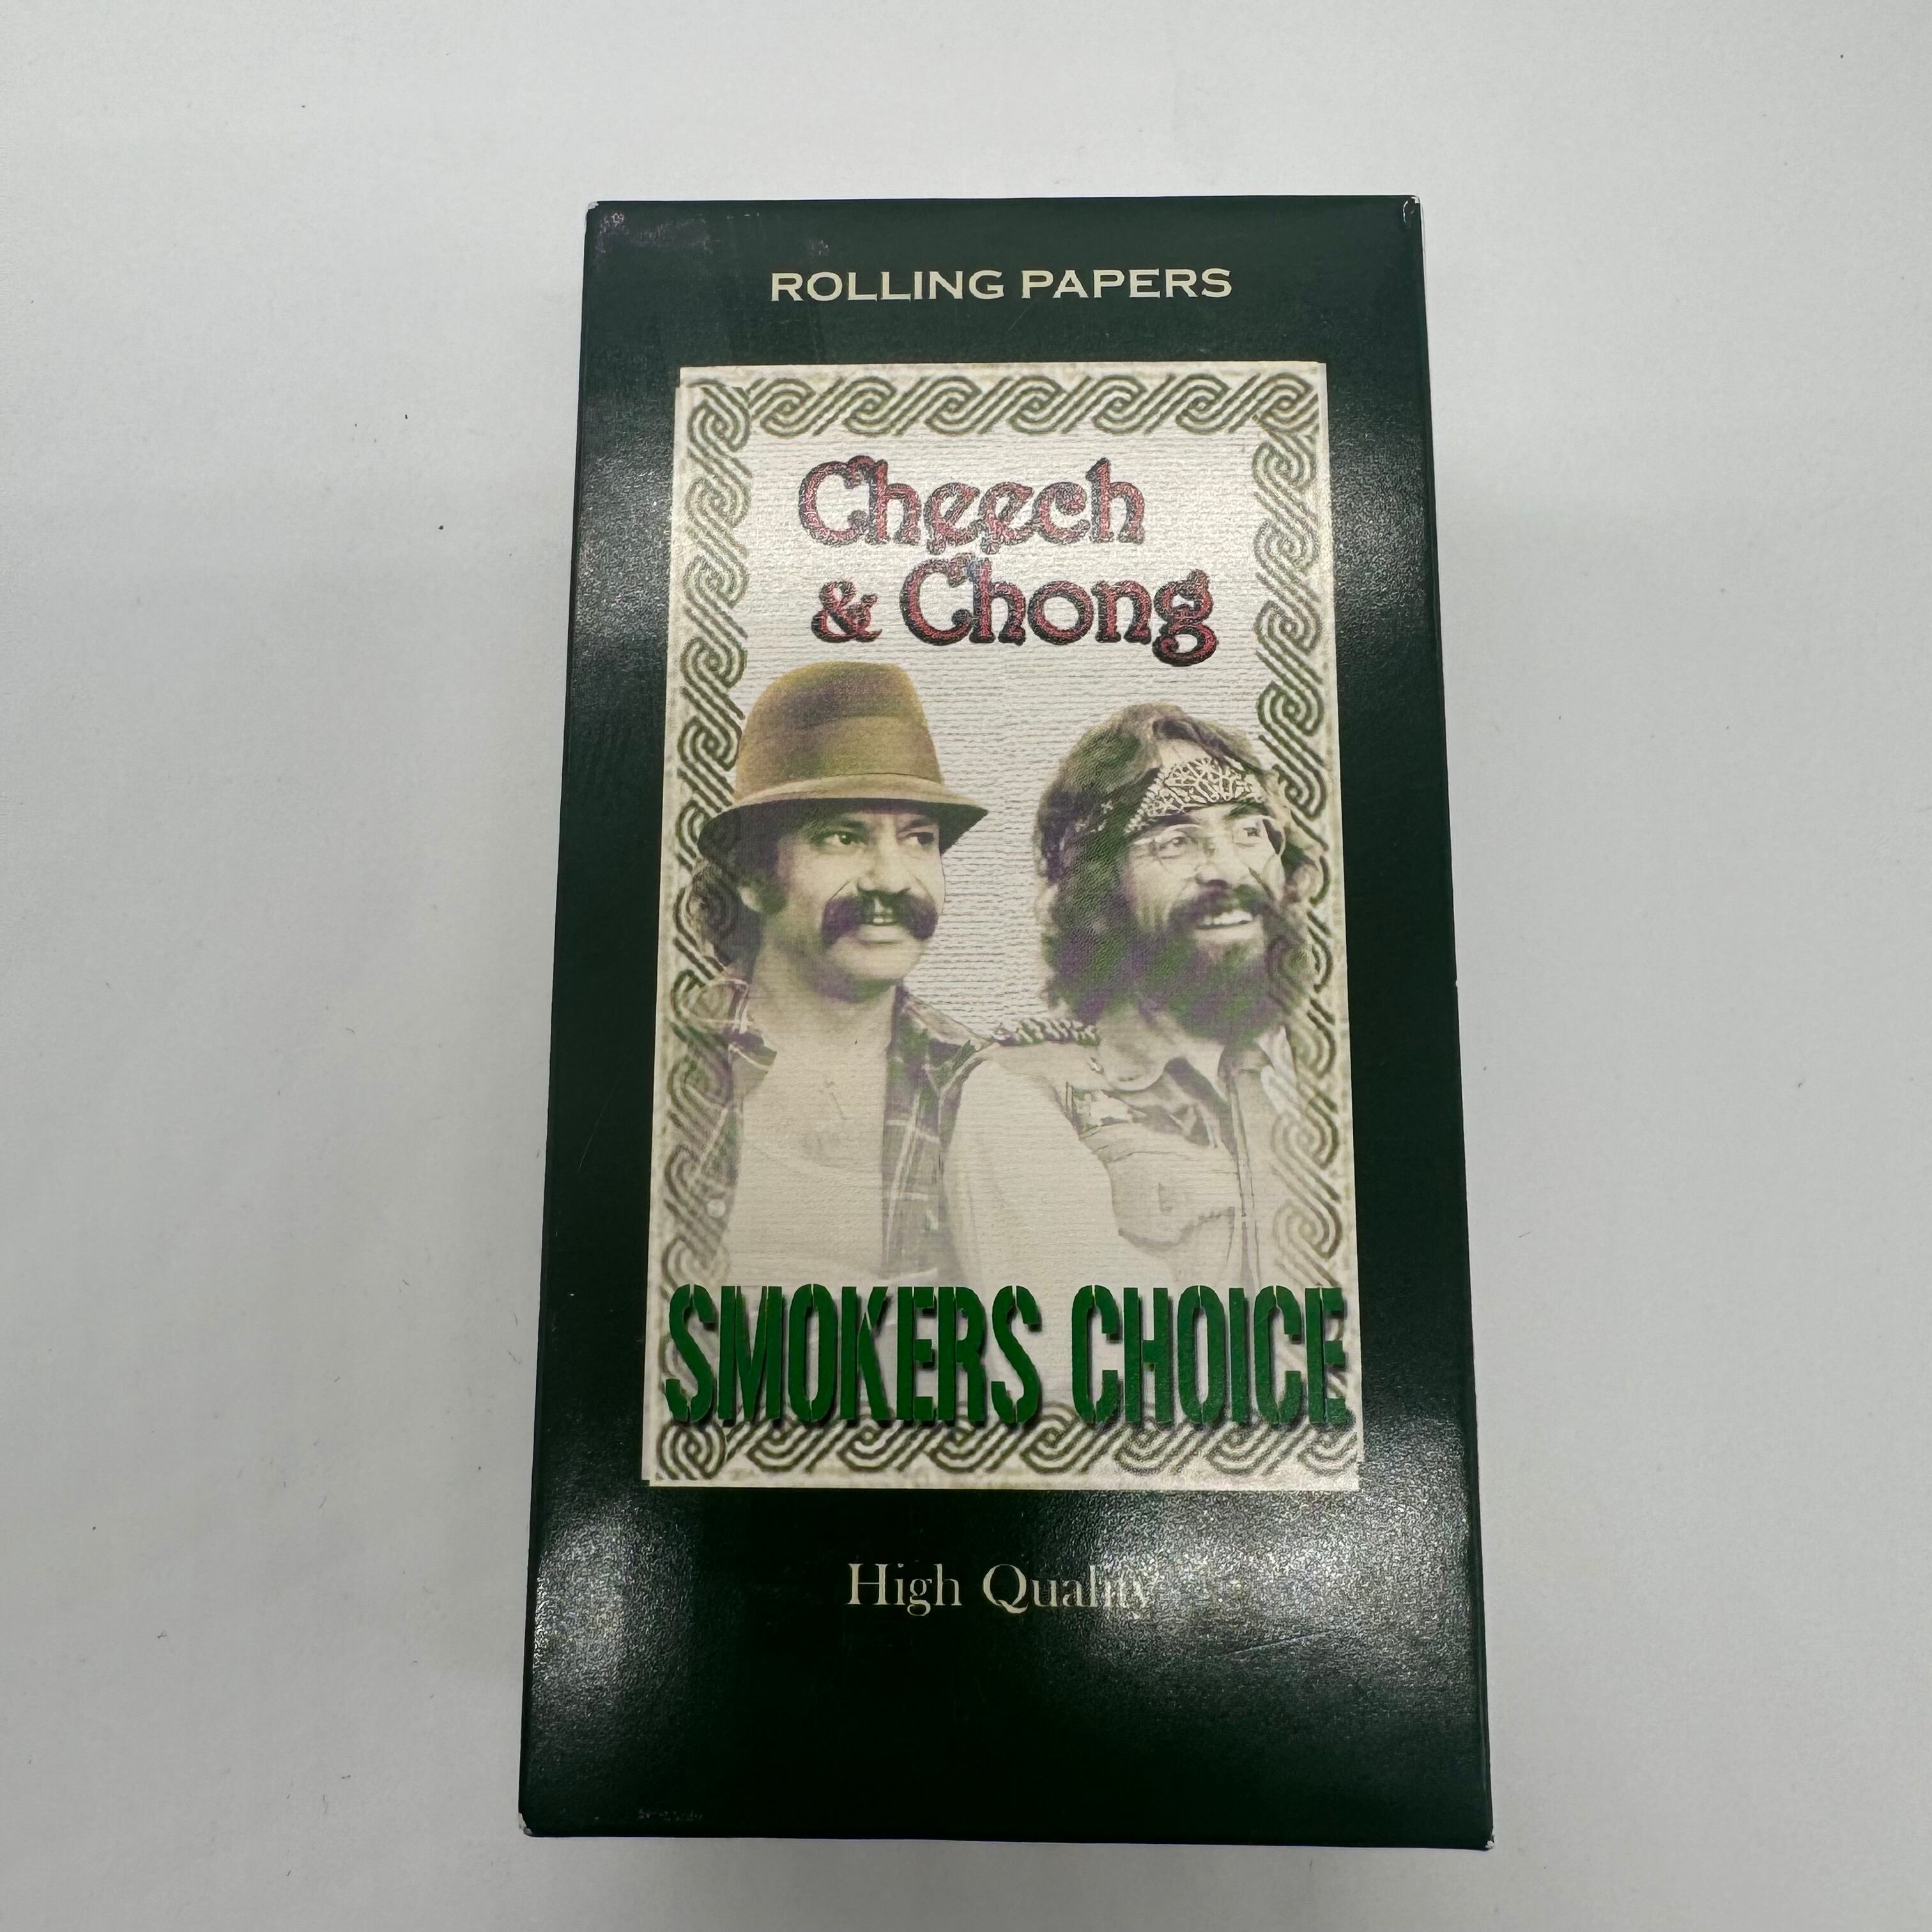 ROLLING PAPERS
Cheech
& Chong
SMOKERS CHOICE
High Quality